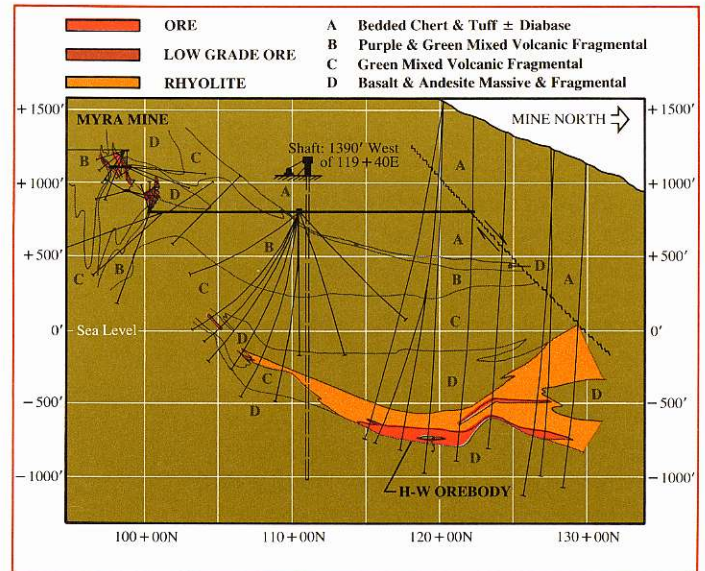 ORE
LOW GRADE ORE
RHYOLITE
A Bedded Chert & Tuff ± Diabase
B Purple & Green Mixed Volcanic Fragmental
C Green Mixed Volcanic Fragmental
D Basalt & Andesite Massive & Fragmental
+1500'
MYRA MINE
MINE NORTH
+1500'
D
B
C
Shaft: 1390' West
of 119+40E
A
A
+1000'
D
+1000'
A
B
B
+500'
D
+500'
C
C
B
A
0'
Sea Level
C
0'
D
C
D
D
-500'
D
-500'
D
-1000'
H-W OREBODY
-1000'
100+00N
110+00N
120+00N
130+00N